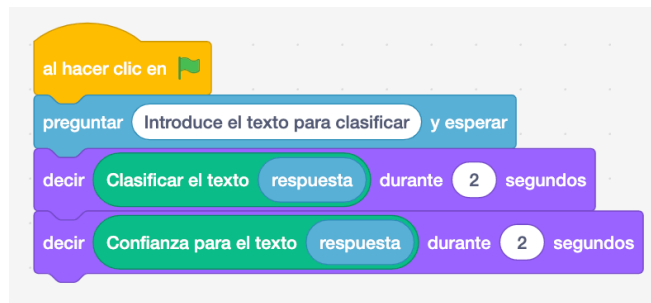 al hacer clic en
preguntar Introduce el texto para clasificar y esperar
decir Clasificar el texto respuesta durante 2 segundos
decir Confianza para el texto respuesta durante 2 segundos